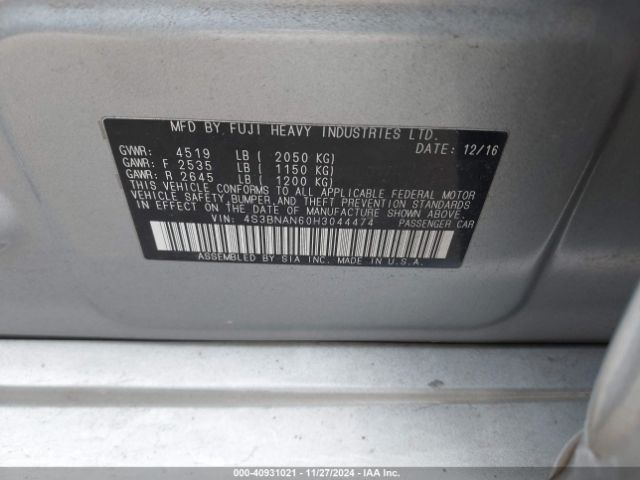 MFD BY FUJI HEAVY INDUSTRIES LTD.
DATE: 12/16
GVWR: 4519 LB ( 2050 KG)
GAWR: F 2535 LB ( 1150 KG)
GAWR: R 2645 LB ( 1200 KG)
THIS VEHICLE CONFORMS TO ALL APPLICABLE FEDERAL MOTOR
VEHICLE SAFETY, BUMPER, AND THEFT PREVENTION STANDARDS
IN EFFECT ON THE DATE OF MANUFACTURE SHOWN ABOVE.
VIN: 4S3BNAN60H3044474 PASSENGER CAR
ASSEMBLED BY SIA INC. MADE IN U.S.A.
000-40931021 | 11/27/2024 - IAA Inc.